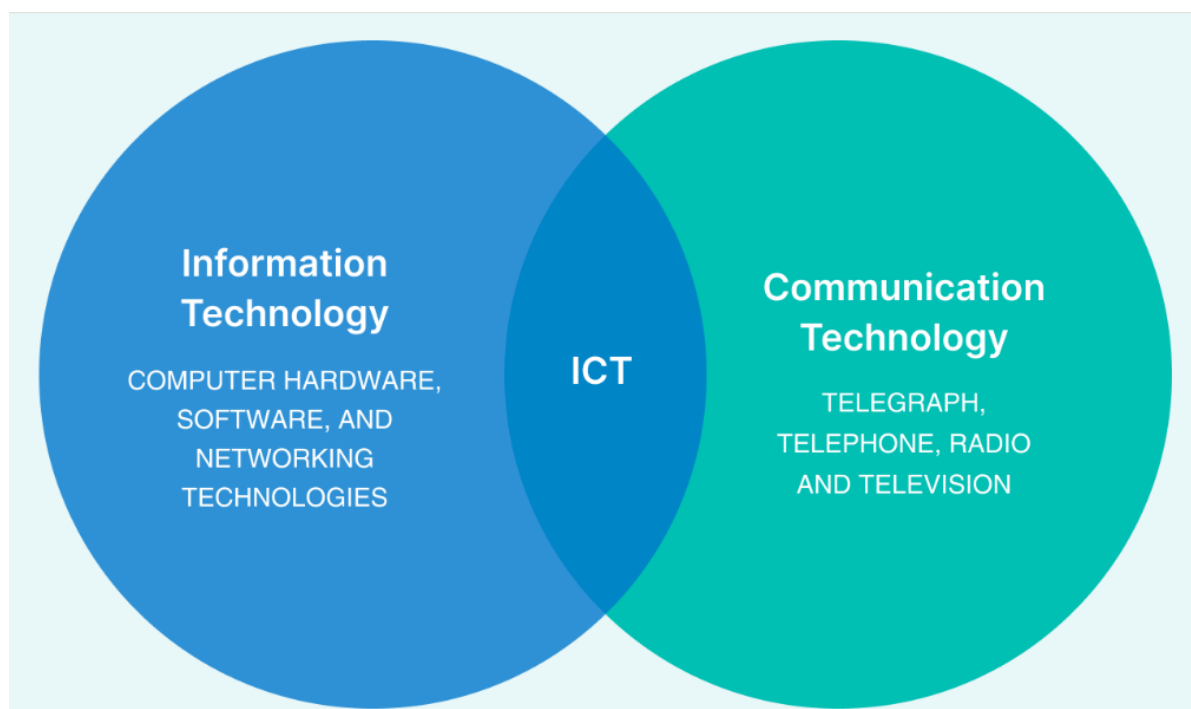 Information
Technology
COMPUTER HARDWARE,
SOFTWARE, AND
NETWORKING
TECHNOLOGIES
ICT
Communication
Technology
TELEGRAPH,
TELEPHONE, RADIO
AND TELEVISION